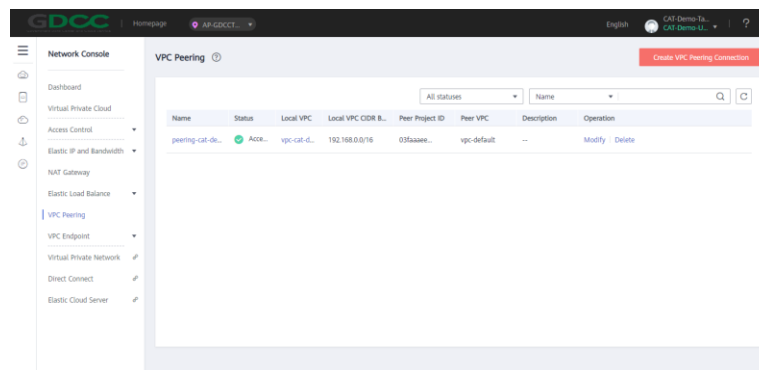 GDCC
Homepage
AP-GDCCT...
English
CAT-Demo-Ta...
CAT-Demo-U...
?
Network Console
Dashboard
Virtual Private Cloud
Access Control
Elastic IP and Bandwidth
NAT Gateway
Elastic Load Balance
VPC Peering
VPC Endpoint
Virtual Private Network
Direct Connect
Elastic Cloud Server
VPC Peering ?
Create VPC Peering Connection
All statuses
Name
C
Name Status Local VPC Local VPC CIDR B... Peer Project ID Peer VPC Description Operation
peering-cat-de... Acce... vpc-cat-d... 192.168.0.0/16 03faaaee... vpc-default -- Modify Delete